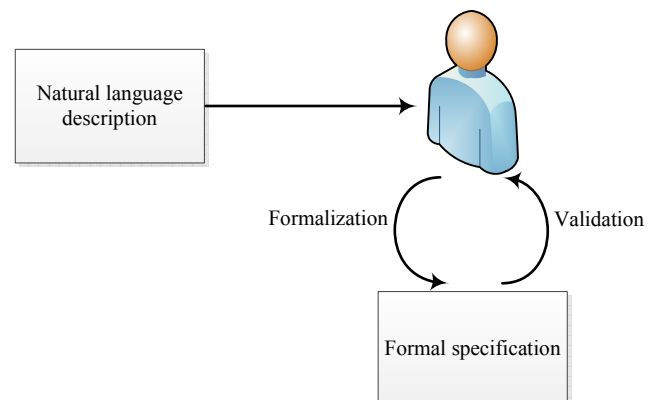 Natural language
description
Formalization
Validation
Formal specification